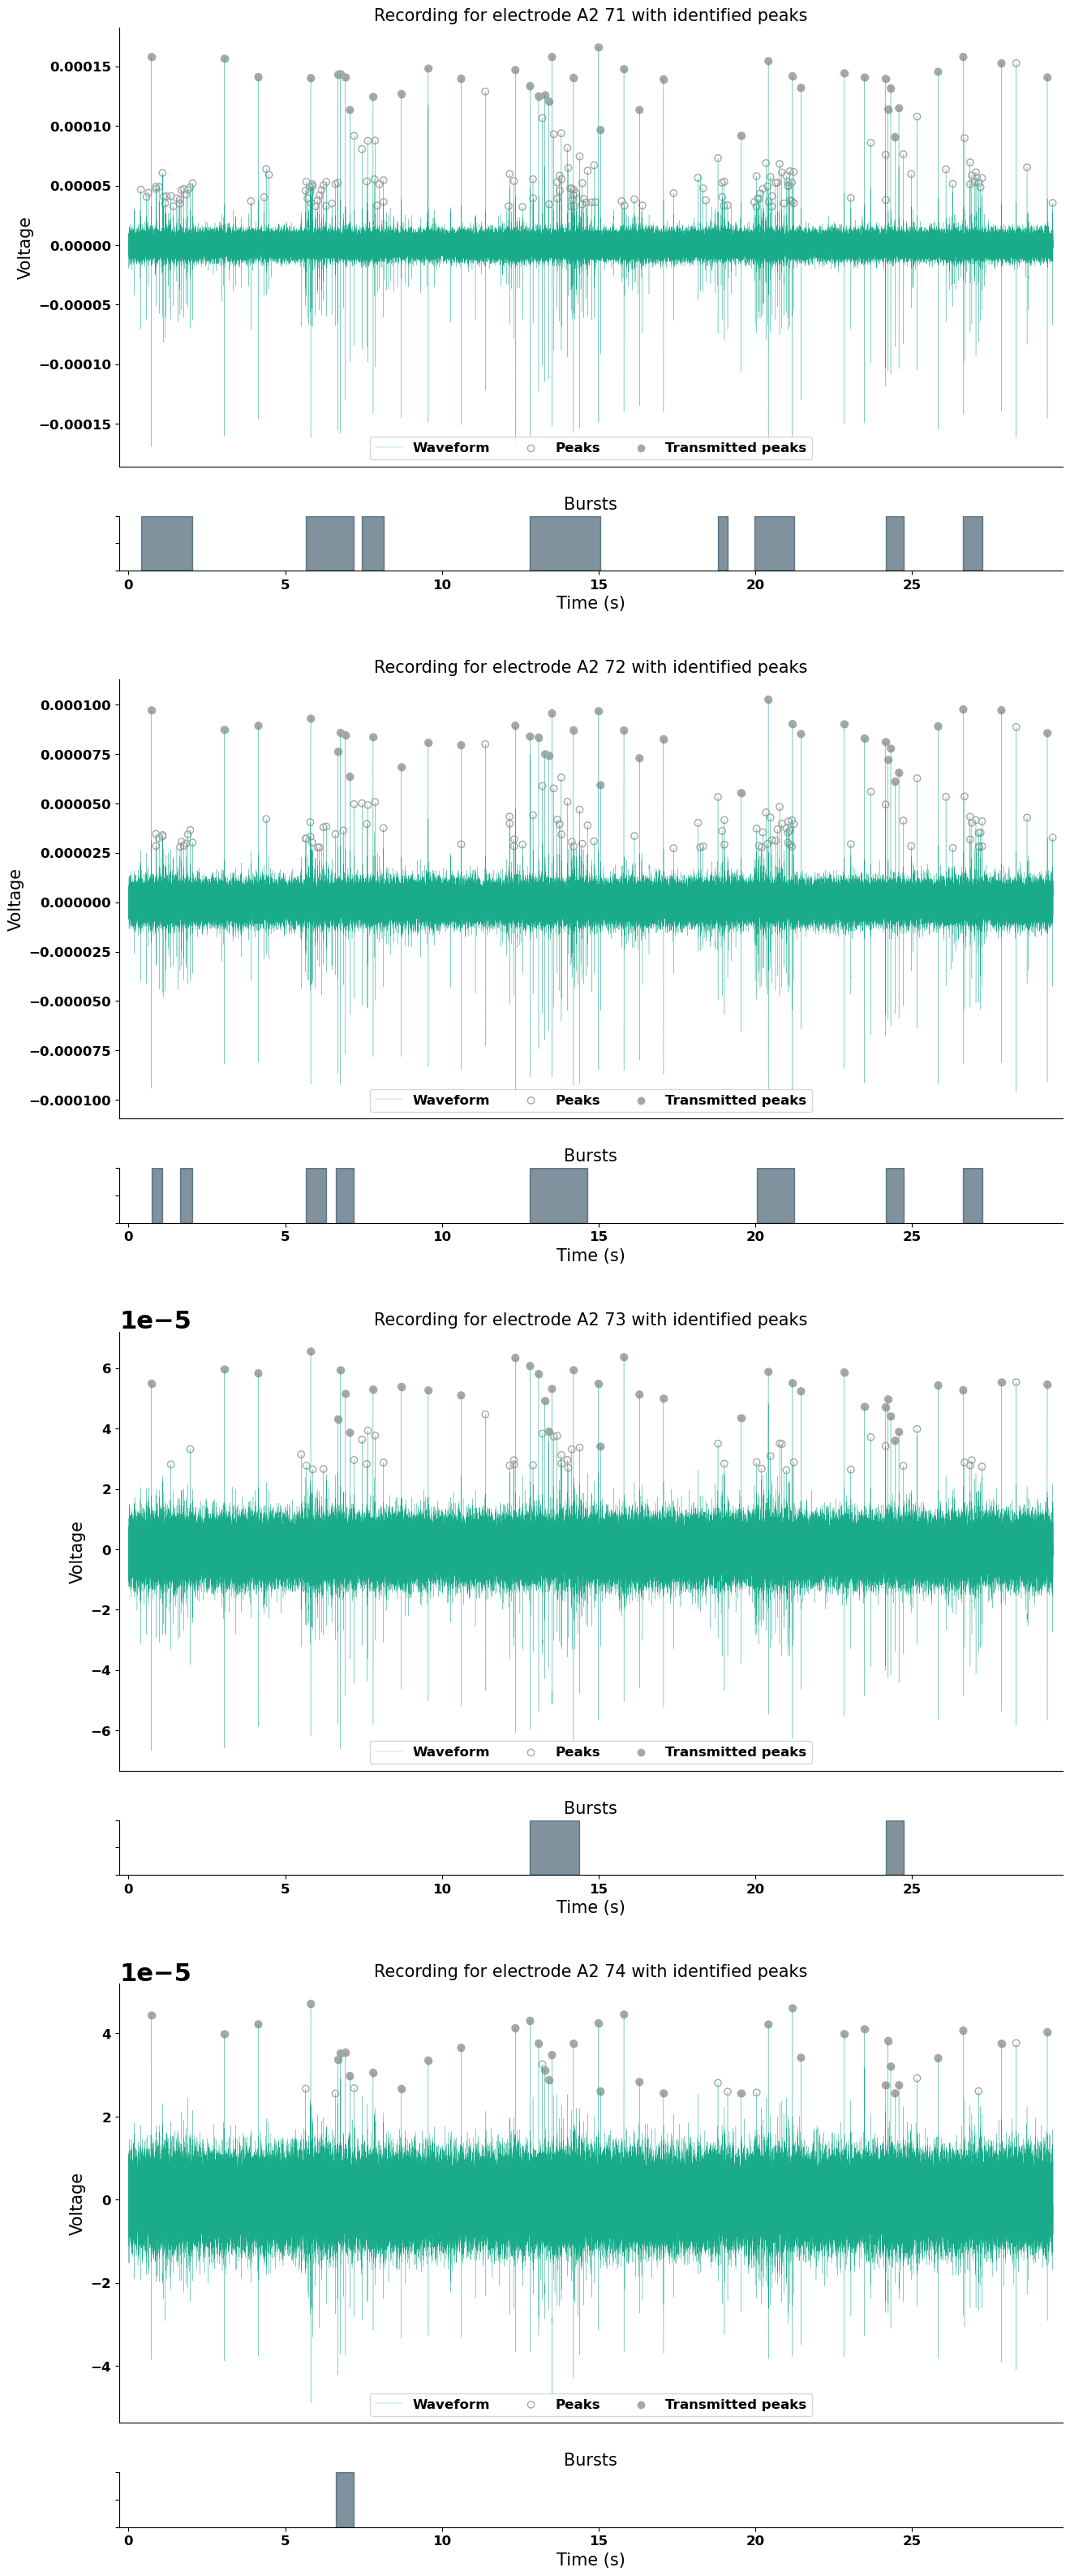 Recording for electrode A2 71 with identified peaks
0.00015
0.00010
0.00005
0.00000
−0.00005
−0.00010
−0.00015
Voltage
Waveform Peaks Transmitted peaks
Bursts
0 5 10 15 20 25
Time (s)
Recording for electrode A2 72 with identified peaks
0.000100
0.000075
0.000050
0.000025
0.000000
−0.000025
−0.000050
−0.000075
−0.000100
Voltage
Waveform Peaks Transmitted peaks
Bursts
0 5 10 15 20 25
Time (s)
1e−5
Recording for electrode A2 73 with identified peaks
6
4
2
0
−2
−4
−6
Voltage
Waveform Peaks Transmitted peaks
Bursts
0 5 10 15 20 25
Time (s)
1e−5
Recording for electrode A2 74 with identified peaks
4
2
0
−2
−4
Voltage
Waveform Peaks Transmitted peaks
Bursts
0 5 10 15 20 25
Time (s)